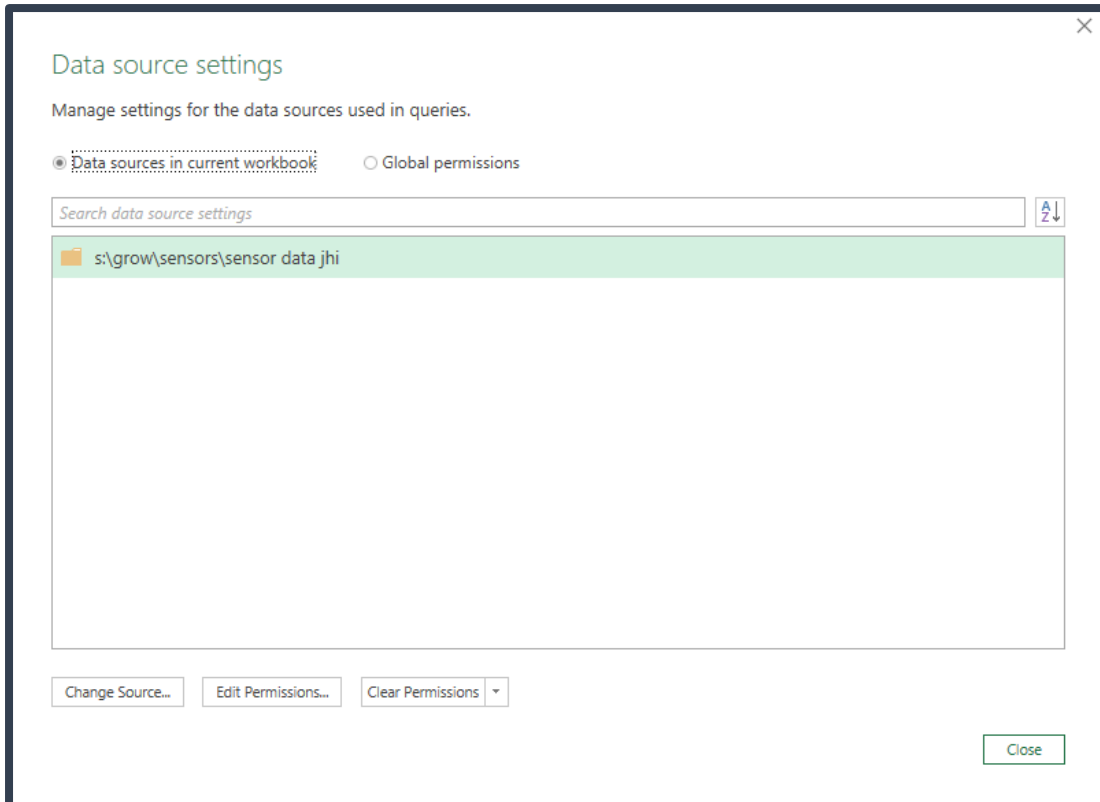 Data source settings
Manage settings for the data sources used in queries.
Data sources in current workbook Global permissions
Search data source settings
A
Z
s:\grow\sensors\sensor data jhi
Change Source... Edit Permissions... Clear Permissions
Close